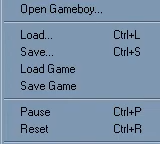 Open Gameboy...
Load... Ctrl+L
Save... Ctrl+S
Load Game
Save Game
Pause Ctrl+P
Reset Ctrl+R